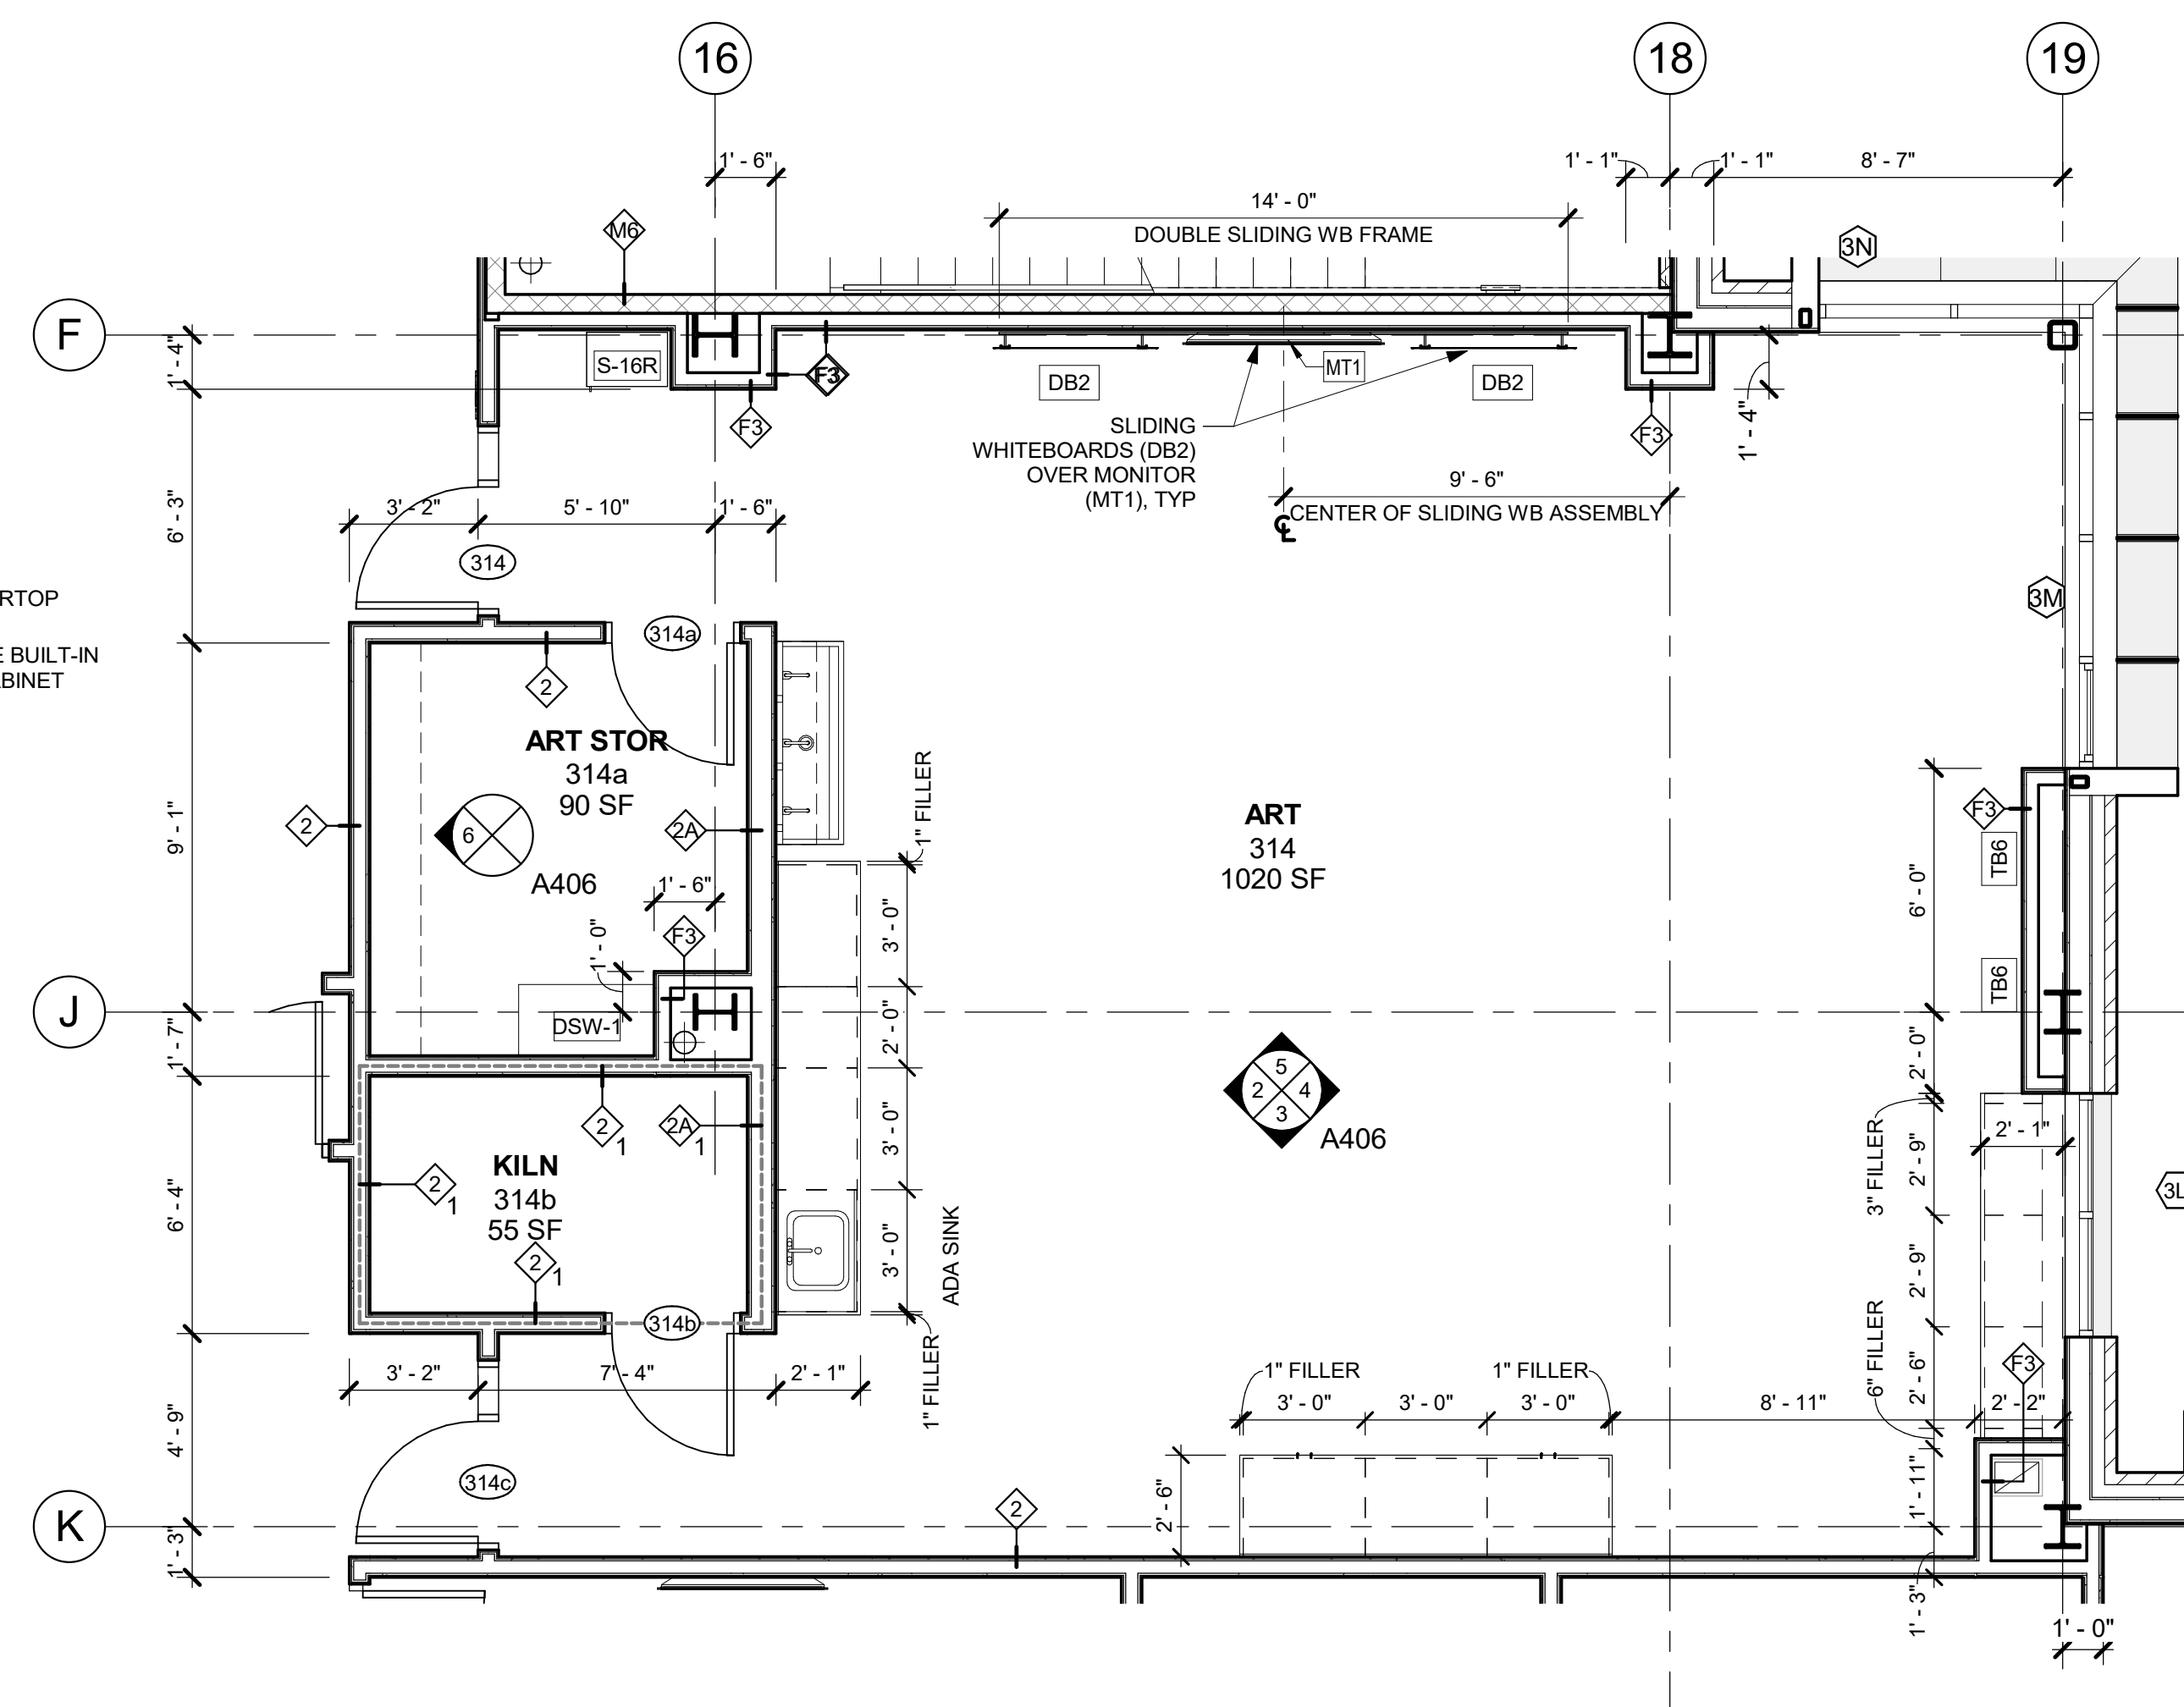 16
18
19
1' - 6"
1' - 1"
1' - 1"
8' - 7"
14' - 0"
DOUBLE SLIDING WB FRAME
M6
3N
F
1' - 4"
S-16R
F3
F3
DB2
MT1
DB2
F3
1' - 4"
SLIDING
WHITEBOARDS (DB2)
OVER MONITOR
(MT1), TYP
9' - 6"
CENTER OF SLIDING WB ASSEMBLY
CL
6' - 3"
3' - 2"
5' - 10"
1' - 6"
314
RTOP
E BUILT-IN
ABINET
3M
314a
2
ART STOR
314a
90 SF
6
A406
2
2A
9' - 1"
1" FILLER
ART
314
1020 SF
F3
TB6
TB6
6' - 0"
1' - 6"
F3
1' - 0"
3' - 0"
J
DSW-1
1' - 7"
2' - 0"
2' - 0"
5
2
4
3
A406
2
1
2A
1
3' - 0"
KILN
314b
55 SF
2
1
2
1
6' - 4"
3" FILLER
2' - 1"
2' - 9"
3L
3' - 0"
ADA SINK
2' - 9"
314b
1" FILLER
3' - 2"
7' - 4"
2' - 1"
1" FILLER
1" FILLER
3' - 0"
3' - 0"
3' - 0"
8' - 11"
6" FILLER
2' - 6"
F3
2' - 2"
4' - 9"
314c
2
2' - 6"
1' - 11"
K
1' - 3"
1' - 3"
1' - 0"